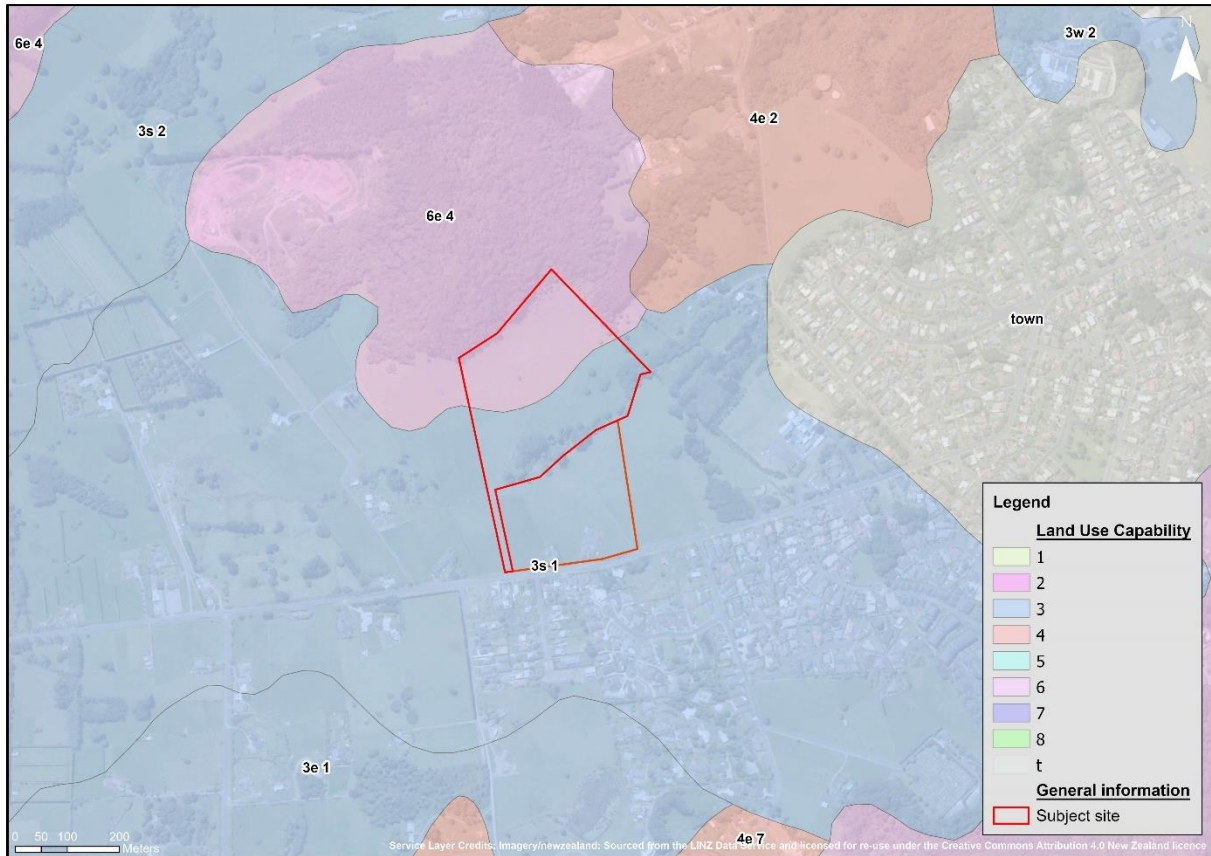 6e 4
3w 2
N
4e 2
3s 2
6e 4
town
3s 1
3e 1
4e 7
Legend
Land Use Capability
1
2
3
4
5
6
7
8
t
General information
Subject site
0 50 100 200
Meters
Service Layer Credits: Imagery/newzealand: Sourced from the LINZ Data Service and licensed for re-use under the Creative Commons Attribution 4.0 New Zealand licence